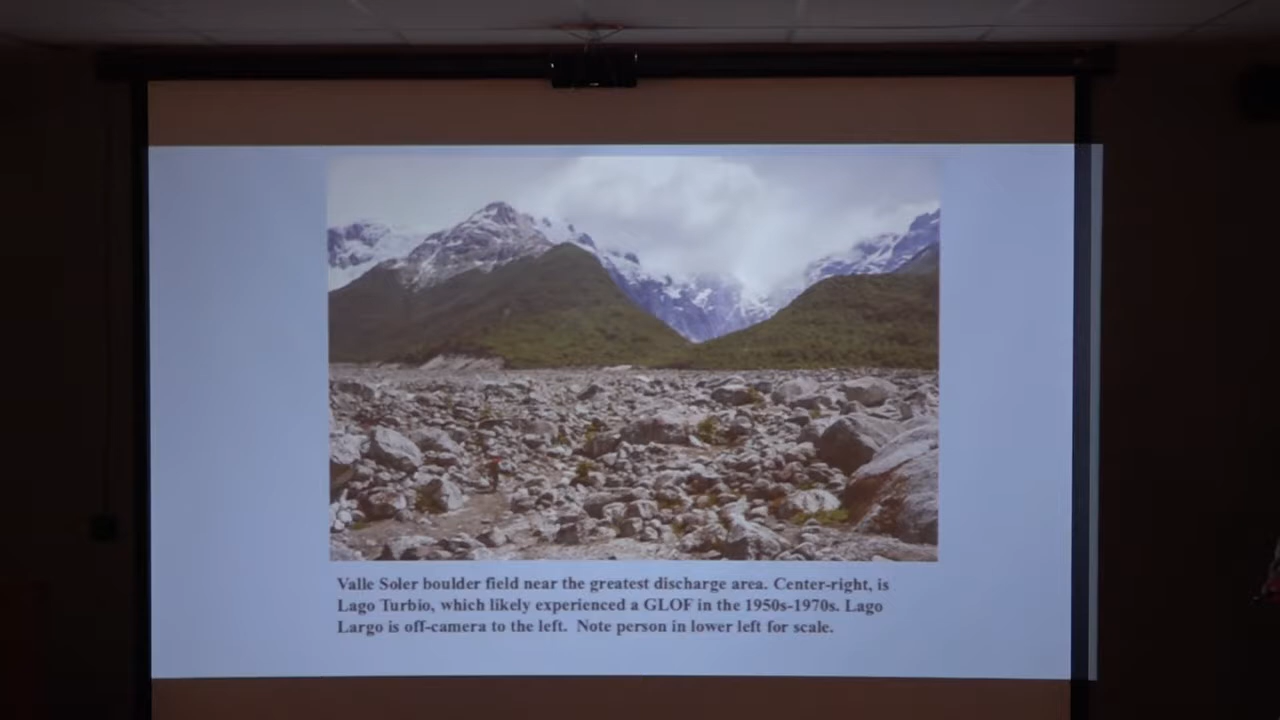 Valle Soler boulder field near the greatest discharge area. Center-right, is
Lago Turbio, which likely experienced a GLOF in the 1950s-1970s. Lago
Largo is off-camera to the left. Note person in lower left for scale.